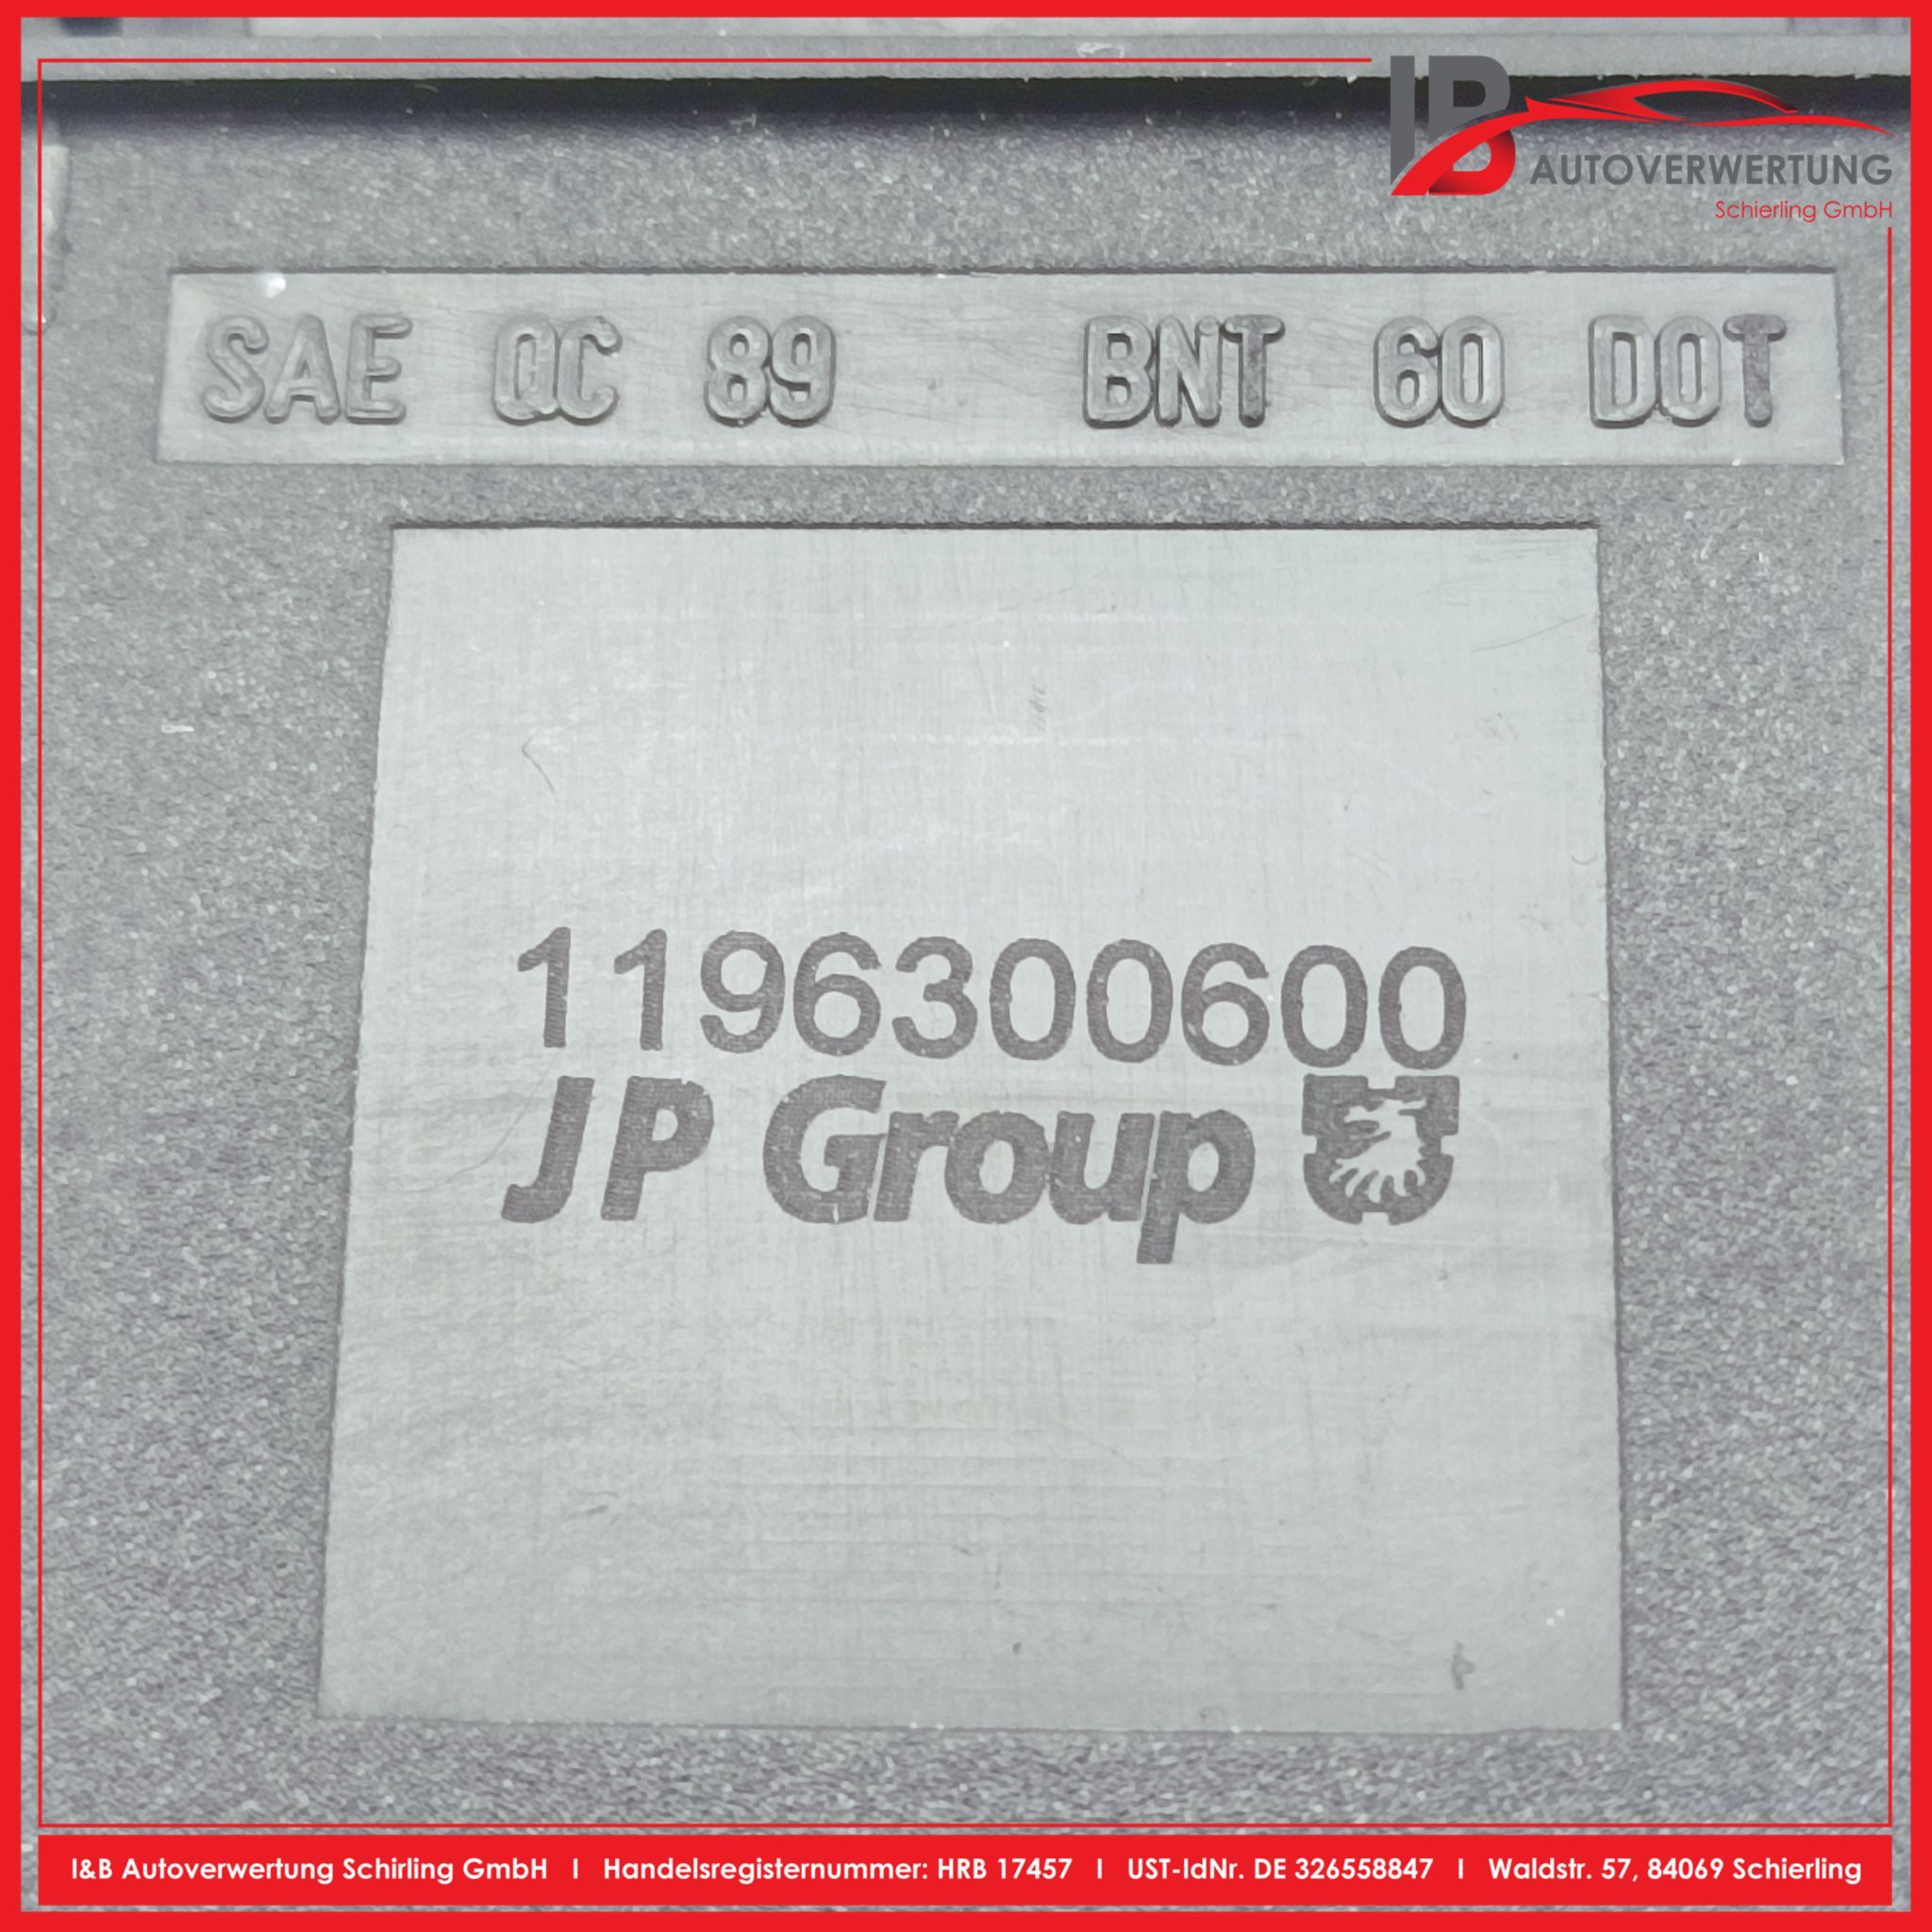 IB AUTOVERWERTUNG
Schierling GmbH
SAE QC 89 BNT 60 DOT
1196300600
JP Group
I&B Autoverwertung Schirling GmbH I Handelsregisternummer: HRB 17457 I UST-IdNr. DE 326558847 I Waldstr. 57, 84069 Schierling